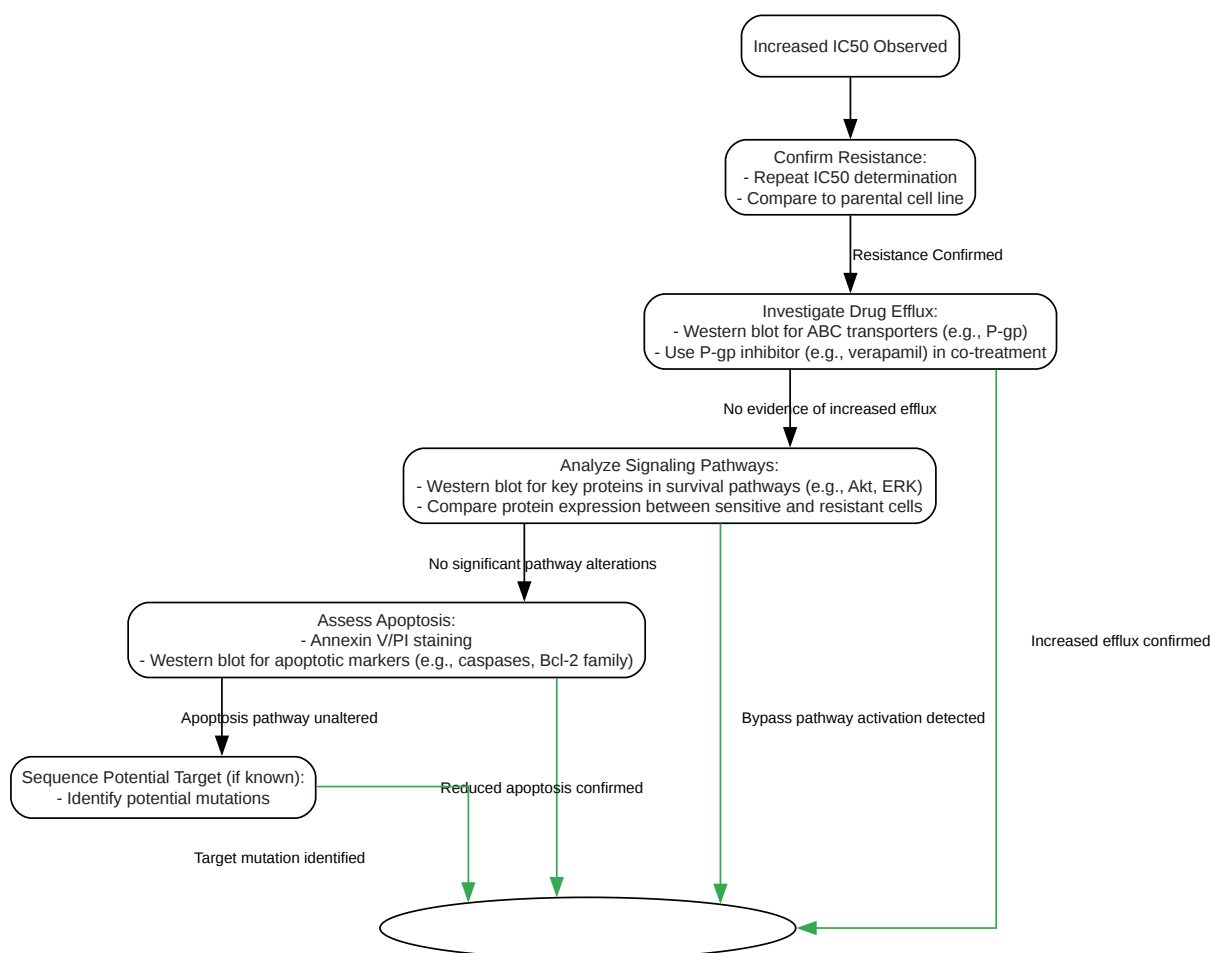 Increased IC50 Observed
Confirm Resistance:
- Repeat IC50 determination
- Compare to parental cell line
Resistance Confirmed
Investigate Drug Efflux:
- Western blot for ABC transporters (e.g., P-gp)
- Use P-gp inhibitor (e.g., verapamil) in co-treatment
No evidence of increased efflux
Analyze Signaling Pathways:
- Western blot for key proteins in survival pathways (e.g., Akt, ERK)
- Compare protein expression between sensitive and resistant cells
No significant pathway alterations
Assess Apoptosis:
- Annexin V/PI staining
- Western blot for apoptotic markers (e.g., caspases, Bcl-2 family)
Increased efflux confirmed
Apoptosis pathway unaltered
Bypass pathway activation detected
Sequence Potential Target (if known):
- Identify potential mutations
Reduced apoptosis confirmed
Target mutation identified